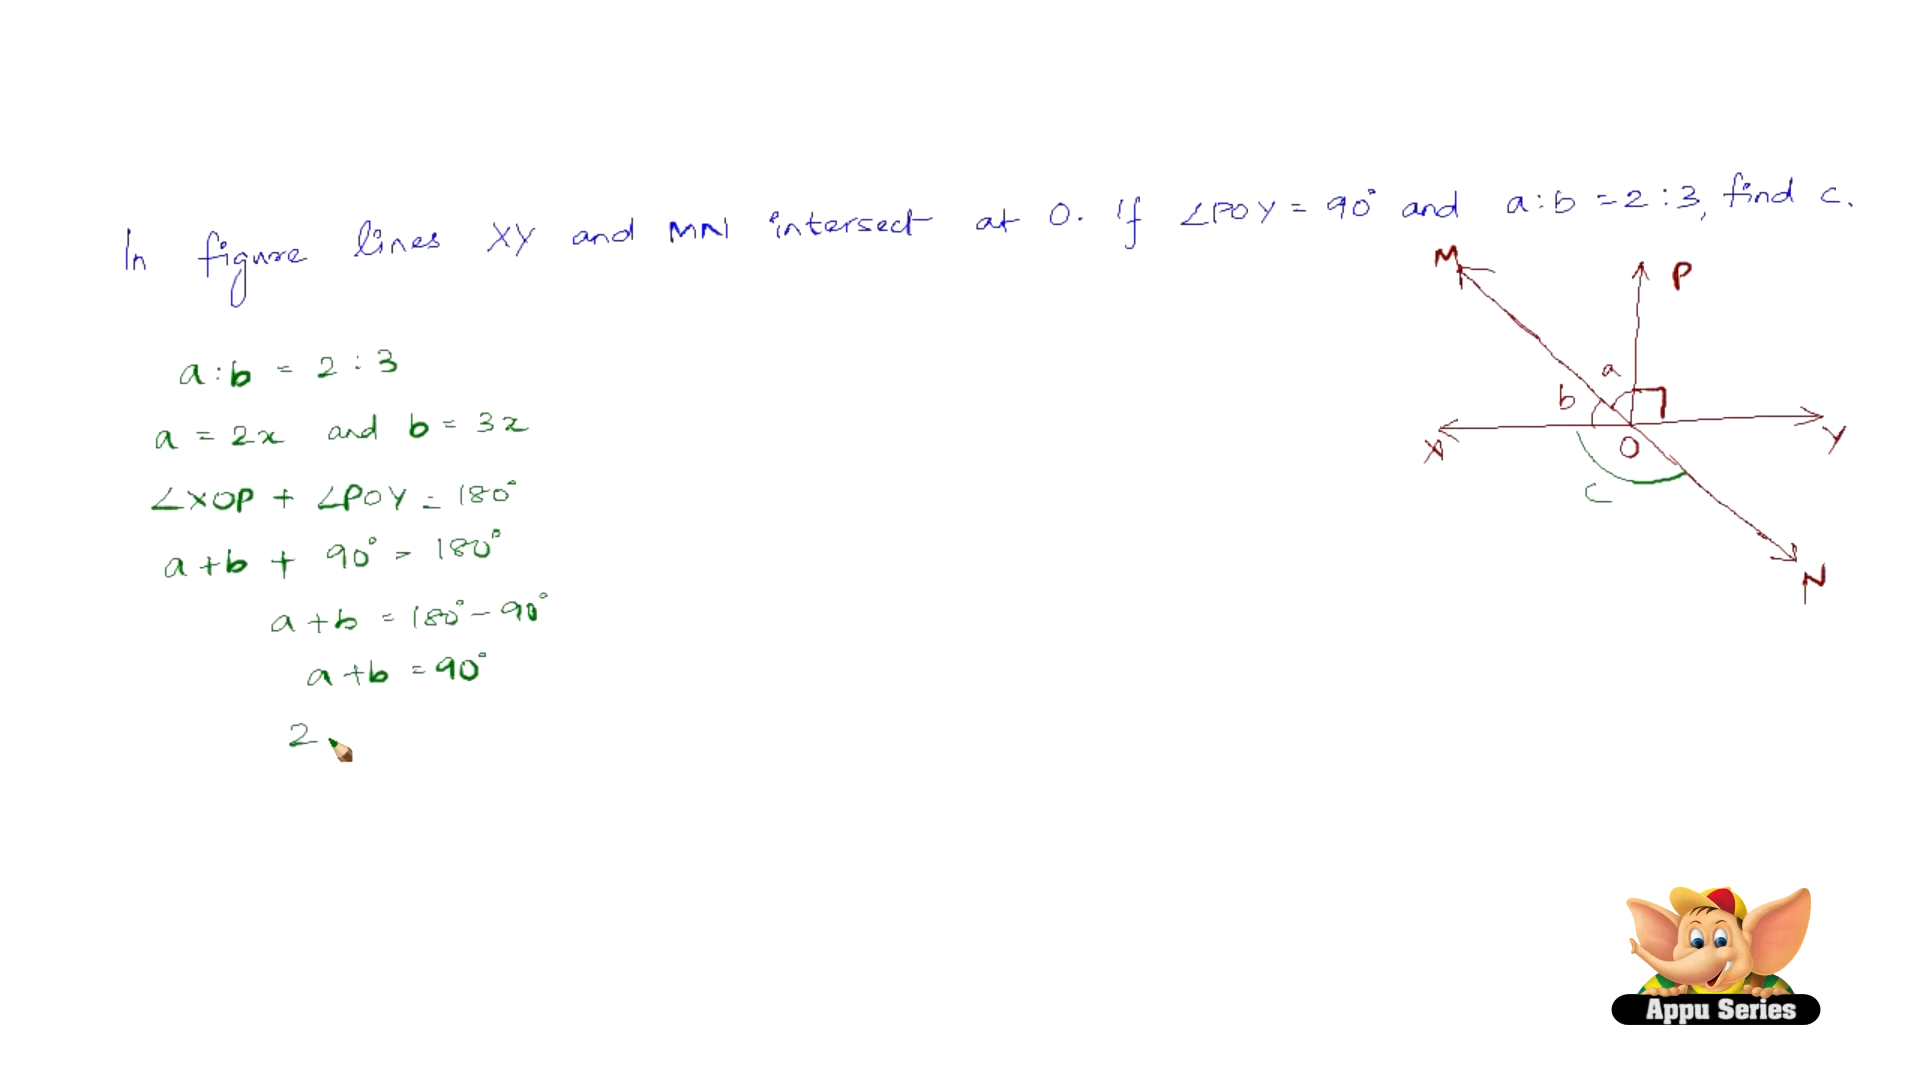 In figure lines XY and MN intersect at O. If ∠POY = 90° and a:b = 2:3, find c.
M
P
a
b
X
O
Y
C
N
a:b = 2:3
a = 2x and b = 3x
∠XOP + ∠POY = 180°
a+b + 90° = 180°
a+b = 180° - 90°
a+b = 90°
2
Appu Series